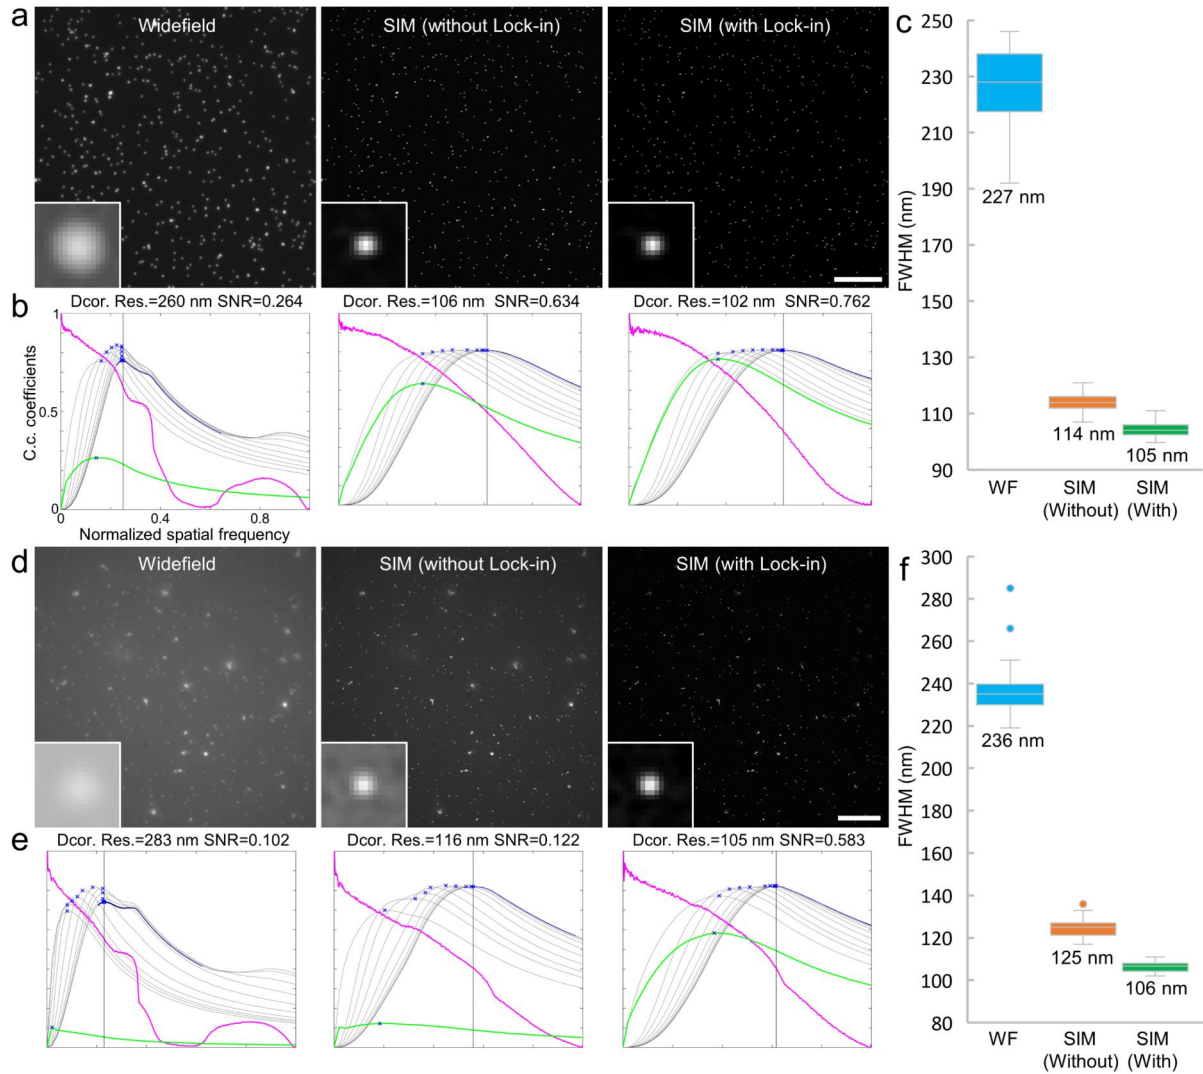 a
Widefield
SIM (without Lock-in)
SIM (with Lock-in)
b
Dcor. Res.=260 nm SNR=0.264
Dcor. Res.=106 nm SNR=0.634
Dcor. Res.=102 nm SNR=0.762
1
0.5
0
C.c. coefficients
0
0.4
0.8
Normalized spatial frequency
c
250
230
210
190
170
150
130
110
90
FWHM (nm)
227 nm
114 nm
105 nm
WF
SIM
(Without)
SIM
(With)
d
Widefield
SIM (without Lock-in)
SIM (with Lock-in)
e
Dcor. Res.=283 nm SNR=0.102
Dcor. Res.=116 nm SNR=0.122
Dcor. Res.=105 nm SNR=0.583
f
300
280
260
240
220
200
180
160
140
120
100
80
FWHM (nm)
236 nm
125 nm
106 nm
WF
SIM
(Without)
SIM
(With)